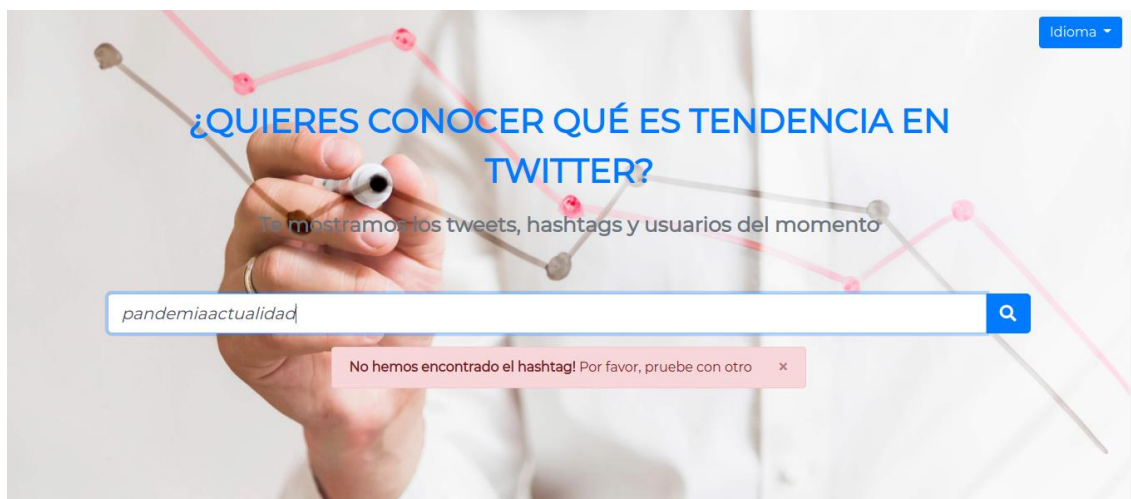 Idioma
¿QUIERES CONOCER QUÉ ES TENDENCIA EN
TWITTER?
Te mostramos los tweets, hashtags y usuarios del momento
pandemiaactualidad
No hemos encontrado el hashtag! Por favor, pruebe con otro ×